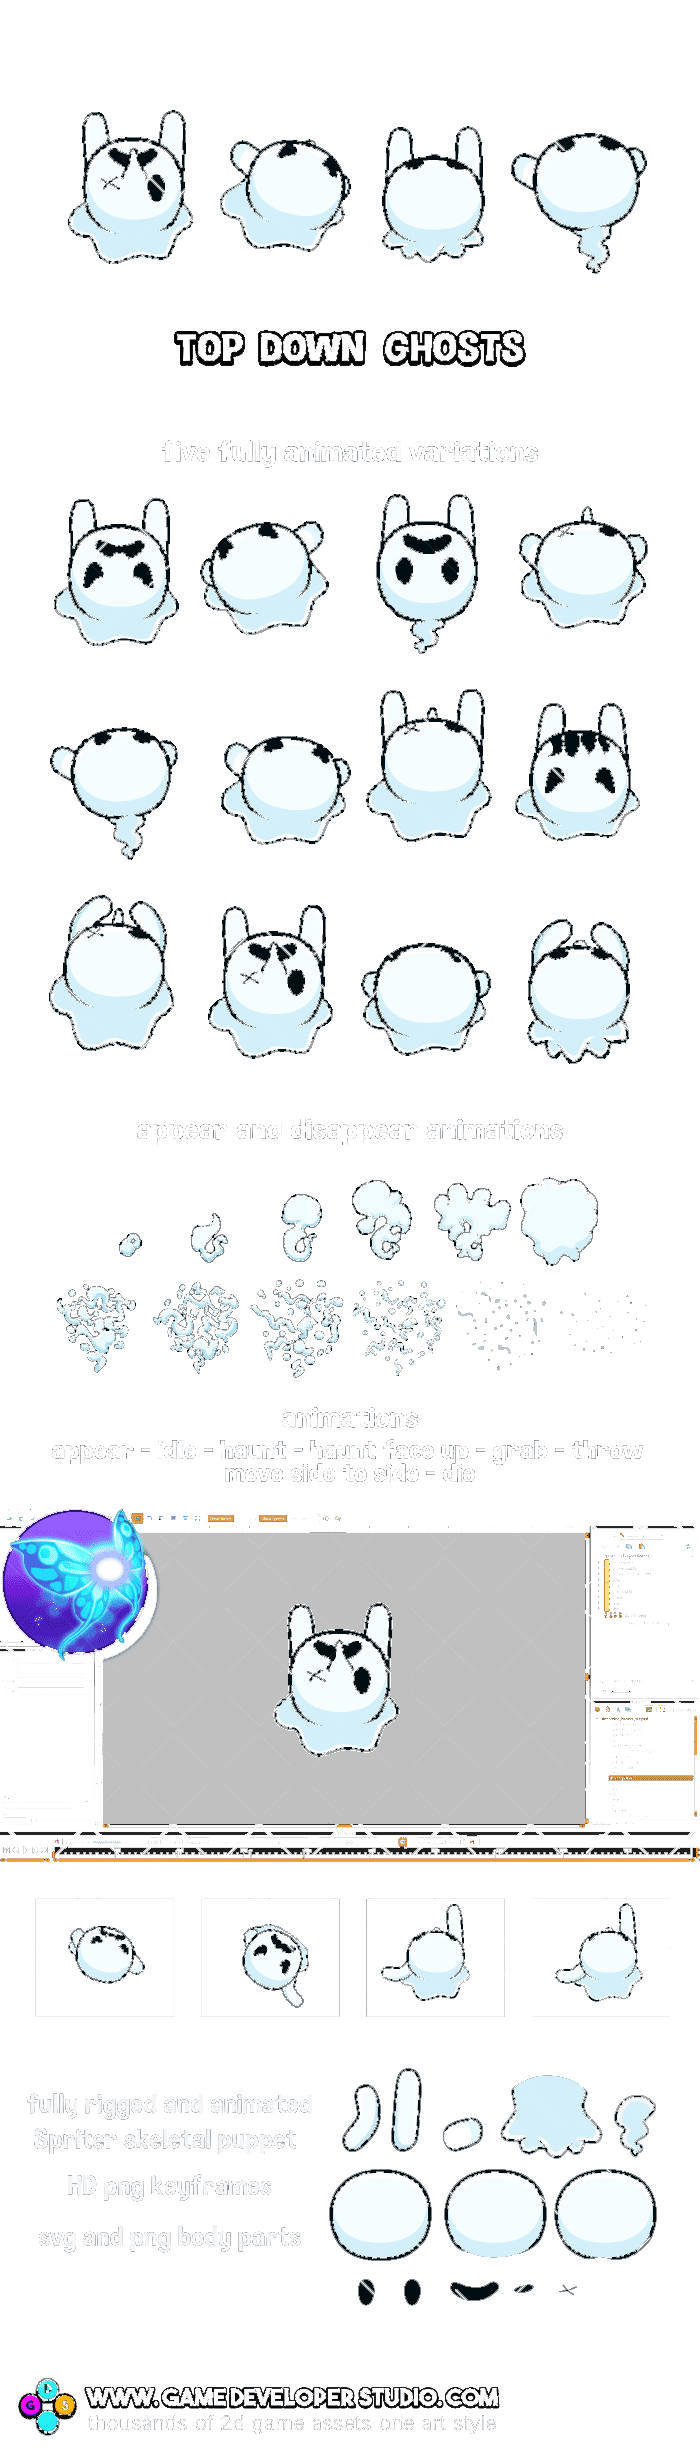 TOP DOWN GHOSTS
five fully animated variations
appear and disappear animations
animations
appear - idle - haunt - haunt face up - grab - throw
move side to side - die
fully rigged and animated
Spriter skeletal puppet
HD png keyframes
svg and png body parts
G D S
WWW.GAMEDEVELOPERSTUDIO.COM
thousands of 2d game assets one art style